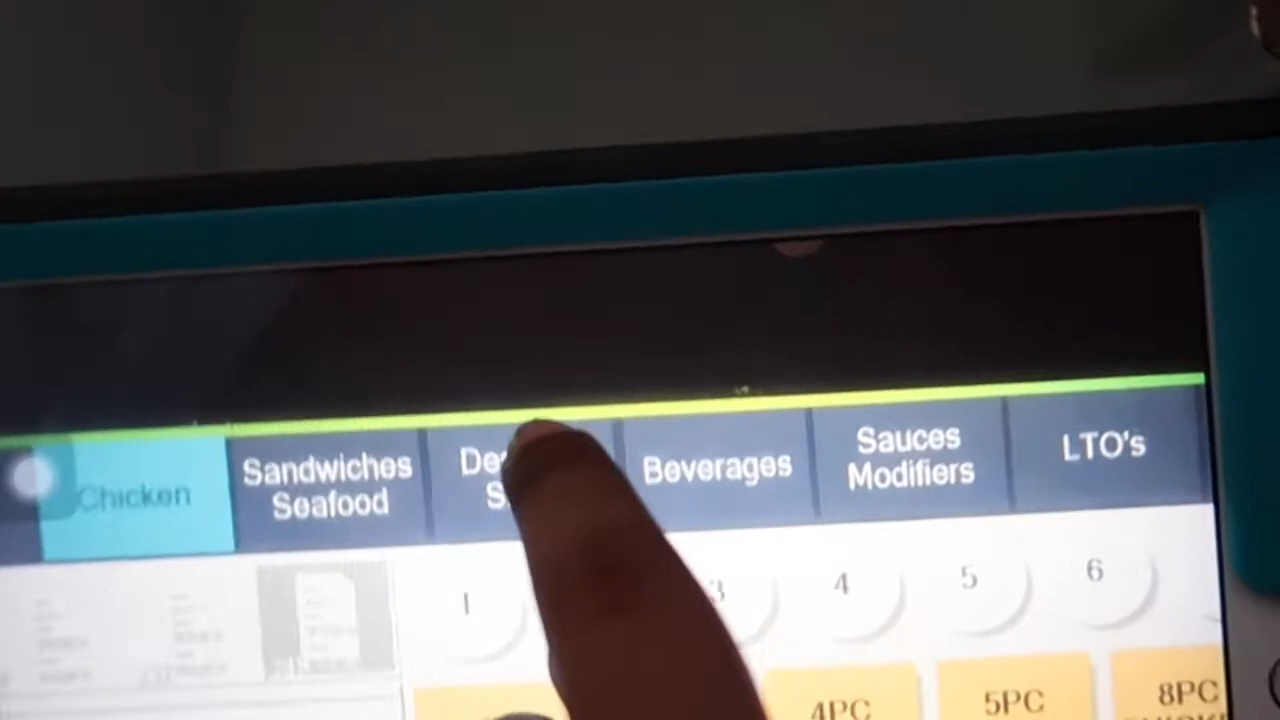 Chicken
Sandwiches
Seafood
Beverages
Sauces
Modifiers
LTO's
1
3
4
5
6
4PC
5PC
8PC